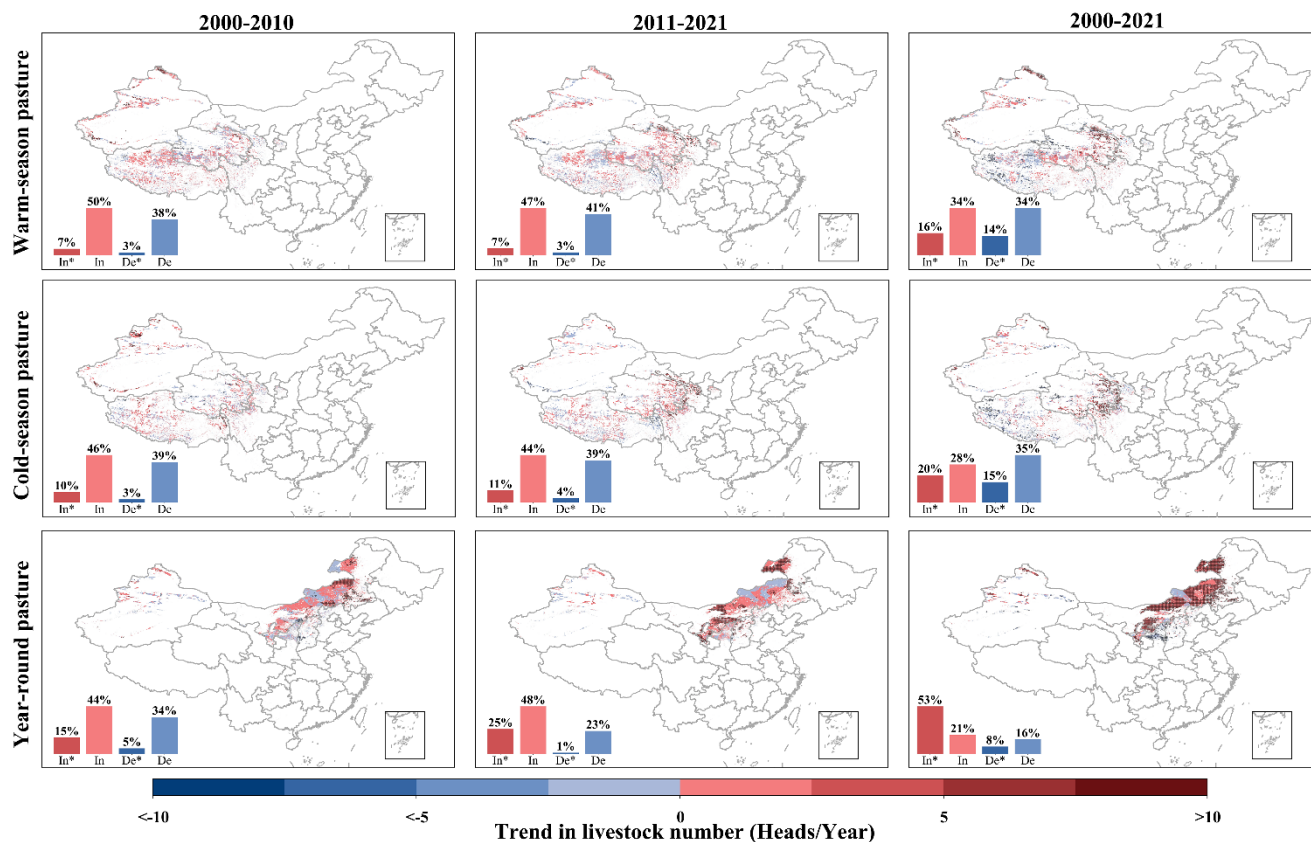 2000-2010
2011-2021
2000-2021
Warm-season pasture
7% 50% 3% 38%
In* In De* De
7% 47% 3% 41%
In* In De* De
16% 34% 14% 34%
In* In De* De
Cold-season pasture
10% 46% 3% 39%
In* In De* De
11% 44% 4% 39%
In* In De* De
20% 28% 15% 35%
In* In De* De
Year-round pasture
15% 44% 5% 34%
In* In De* De
25% 48% 1% 23%
In* In De* De
53% 21% 8% 16%
In* In De* De
<-10 <-5 0 5 >10
Trend in livestock number (Heads/Year)